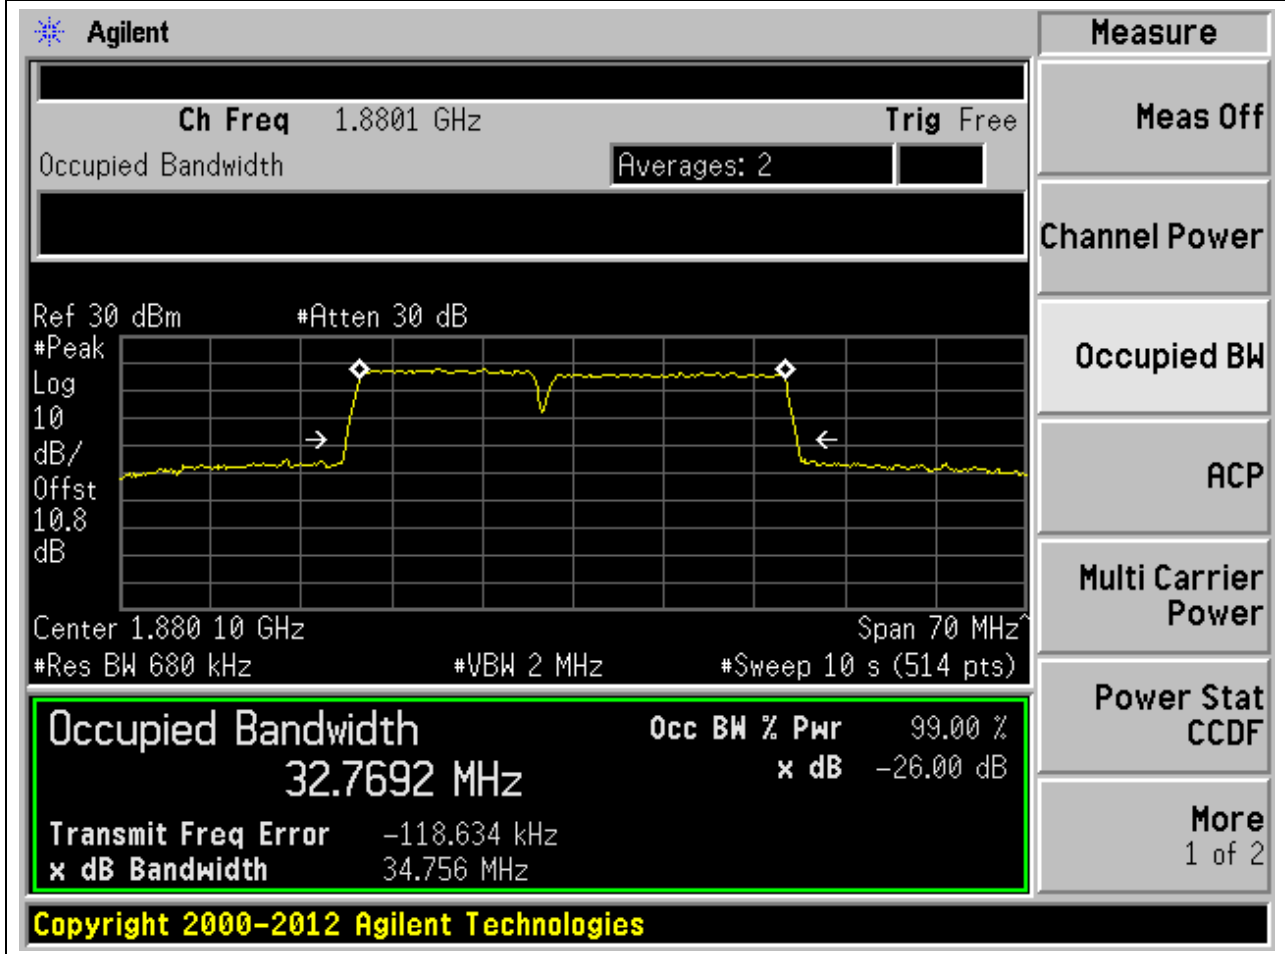 Agilent
Measure
Ch Freq 1.8801 GHz
Trig Free
Meas Off
Occupied Bandwidth
Averages: 2
Channel Power
Ref 30 dBm
#Atten 30 dB
#Peak
Log
10
dB/
Offst
10.8
dB
Occupied BW
ACP
Center 1.880 10 GHz
Span 70 MHz^
#Res BW 680 kHz
#VBW 2 MHz
#Sweep 10 s (514 pts)
Multi Carrier
Power
Occupied Bandwidth
32.7692 MHz
Occ BW % Pwr 99.00 %
x dB -26.00 dB
Transmit Freq Error -118.634 kHz
x dB Bandwidth 34.756 MHz
Power Stat
CCDF
More
1 of 2
Copyright 2000-2012 Agilent Technologies